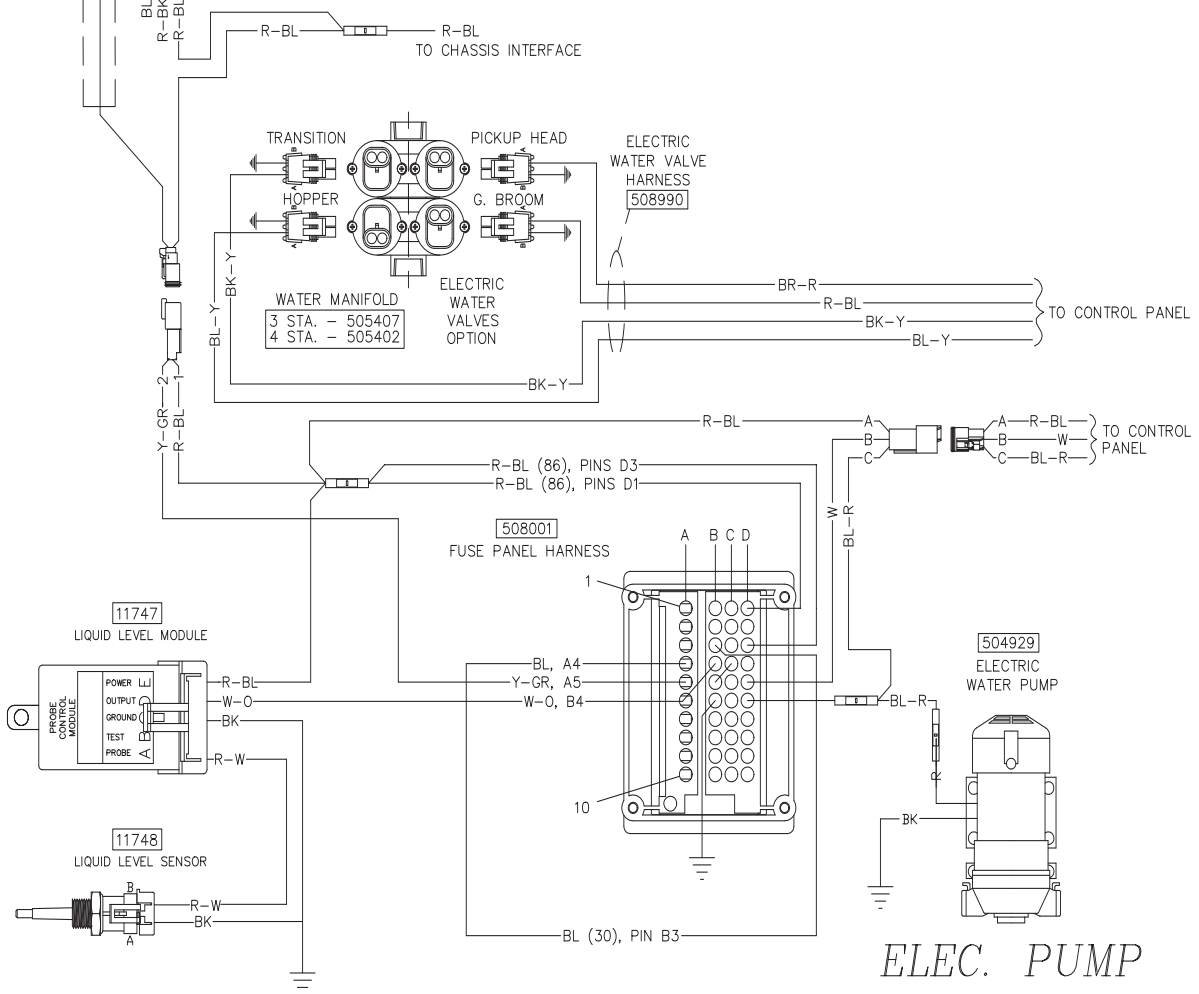 BL
R-BK
R-BL
R-BL
R-BL
TO CHASSIS INTERFACE
TRANSITION
PICKUP HEAD
B
A
A
B
HOPPER
G. BROOM
B
A
A
B
ELECTRIC
WATER VALVE
HARNESS
508990
WATER MANIFOLD
3 STA. - 505407
4 STA. - 505402
ELECTRIC
WATER
VALVES
OPTION
BK-Y
BL-Y
BR-R
R-BL
BK-Y
BL-Y
TO CONTROL PANEL
BK-Y
2
1
Y-GR
R-BL
R-BL
A
B
C
A R-BL
B W
C BL-R
TO CONTROL
PANEL
R-BL (86), PINS D3
R-BL (86), PINS D1
W
BL-R
508001
FUSE PANEL HARNESS
A B C D
1
10
BL, A4
Y-GR, A5
W-O, B4
11747
LIQUID LEVEL MODULE
PROBE
CONTROL
MODULE
POWER
OUTPUT
GROUND
TEST
PROBE
E
B
A
R-BL
W-O
BK
R-W
11748
LIQUID LEVEL SENSOR
B
A
R-W
BK
BL (30), PIN B3
BL-R
R
BK
504929
ELECTRIC
WATER PUMP
ELEC. PUMP